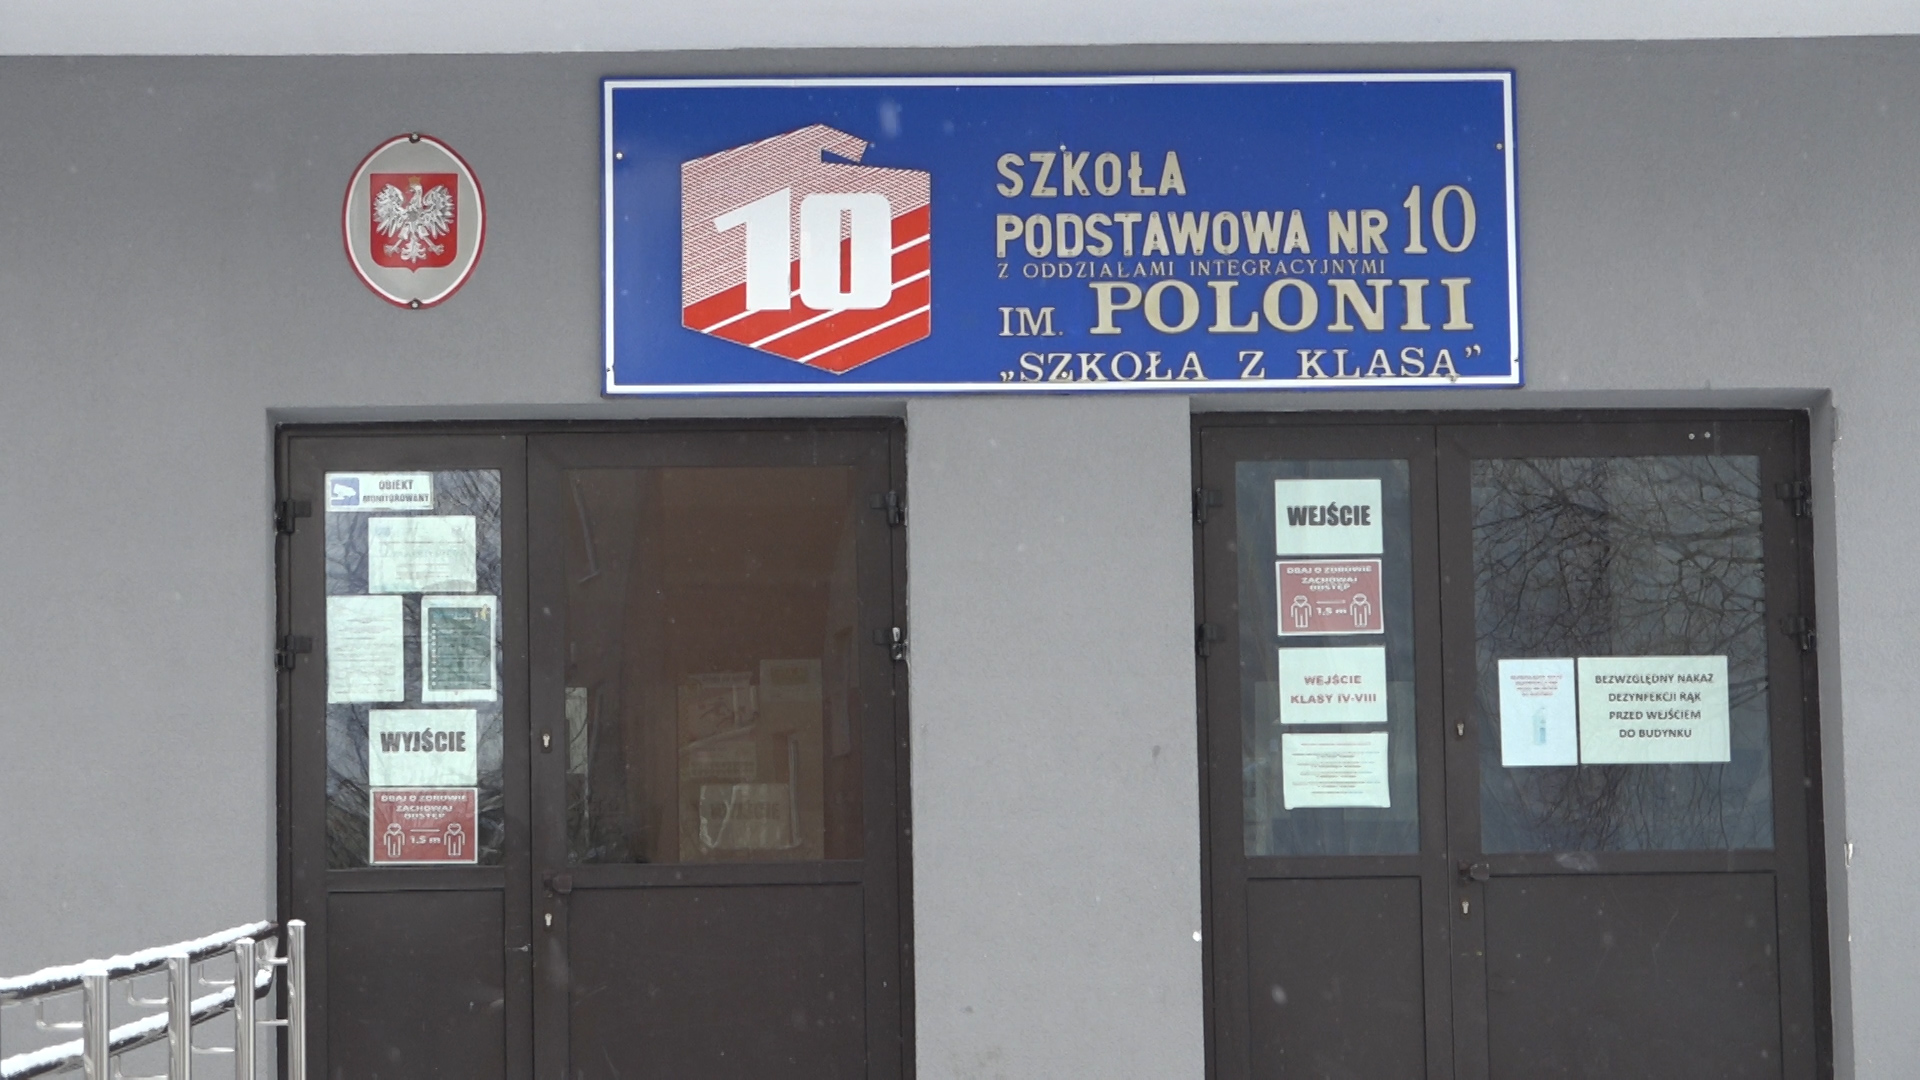 10
SZKOŁA
PODSTAWOWA NR 10
Z ODDZIAŁAMI INTEGRACYJNYMI
IM. POLONII
„SZKOŁA Z KLASĄ”
OBIEKT
MONITOROWANY
WYJŚCIE
DBAJ O ZDROWIE
ZACHOWAJ
ODSTĘP
1,5 m
WEJŚCIE
DBAJ O ZDROWIE
ZACHOWAJ
ODSTĘP
1,5 m
WEJŚCIE
KLASY IV-VIII
BEZWZGLĘDNY NAKAZ
DEZYNFEKCJI RĄK
PRZED WEJŚCIEM
DO BUDYNKU